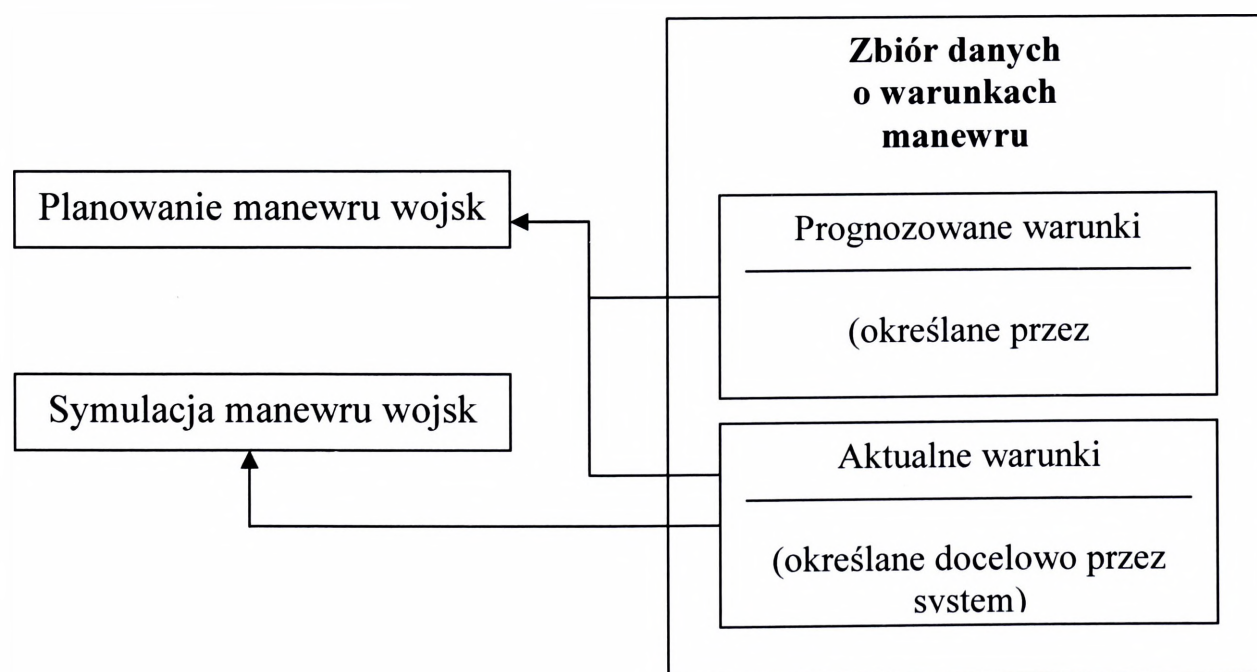 Zbiór danych
o warunkach
manewru
Planowanie manewru wojsk
Prognozowane warunki
(określane przez
Symulacja manewru wojsk
Aktualne warunki
(określane docelowo przez
system)